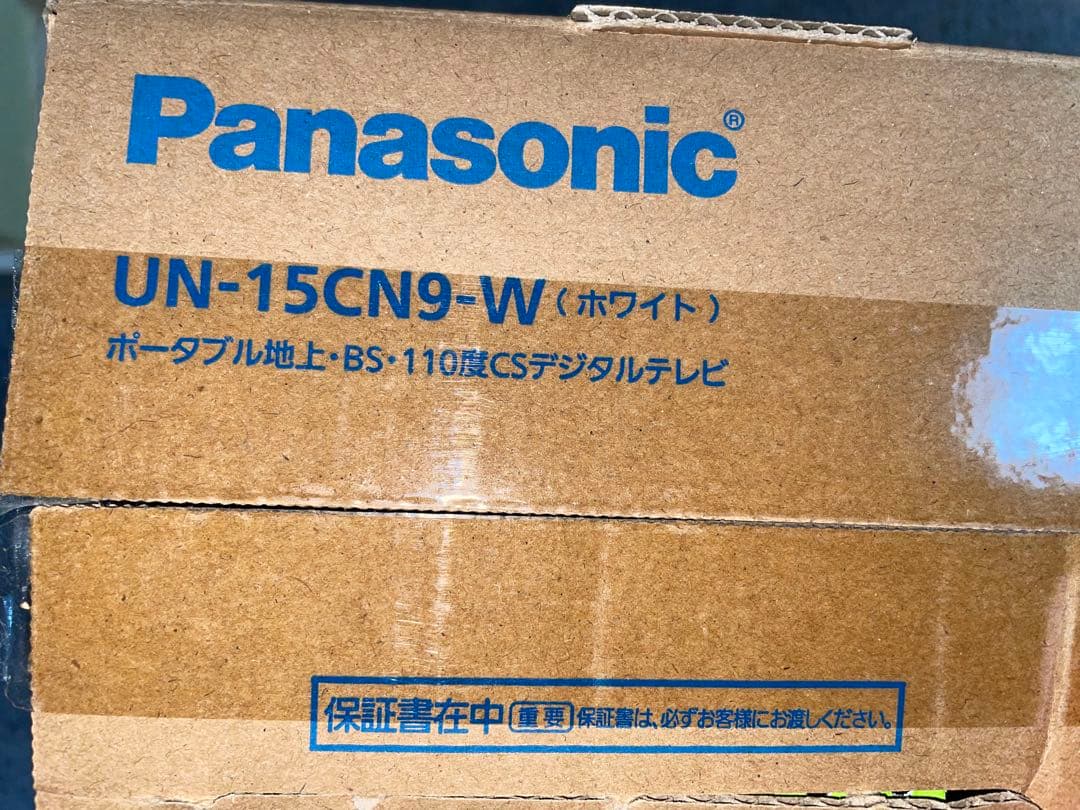 Panasonic®
UN-15CN9-W（ホワイト）
ポータブル地上・BS・110度CSデジタルテレビ
保証書在中 重要 保証書は、必ずお客様にお渡しください。